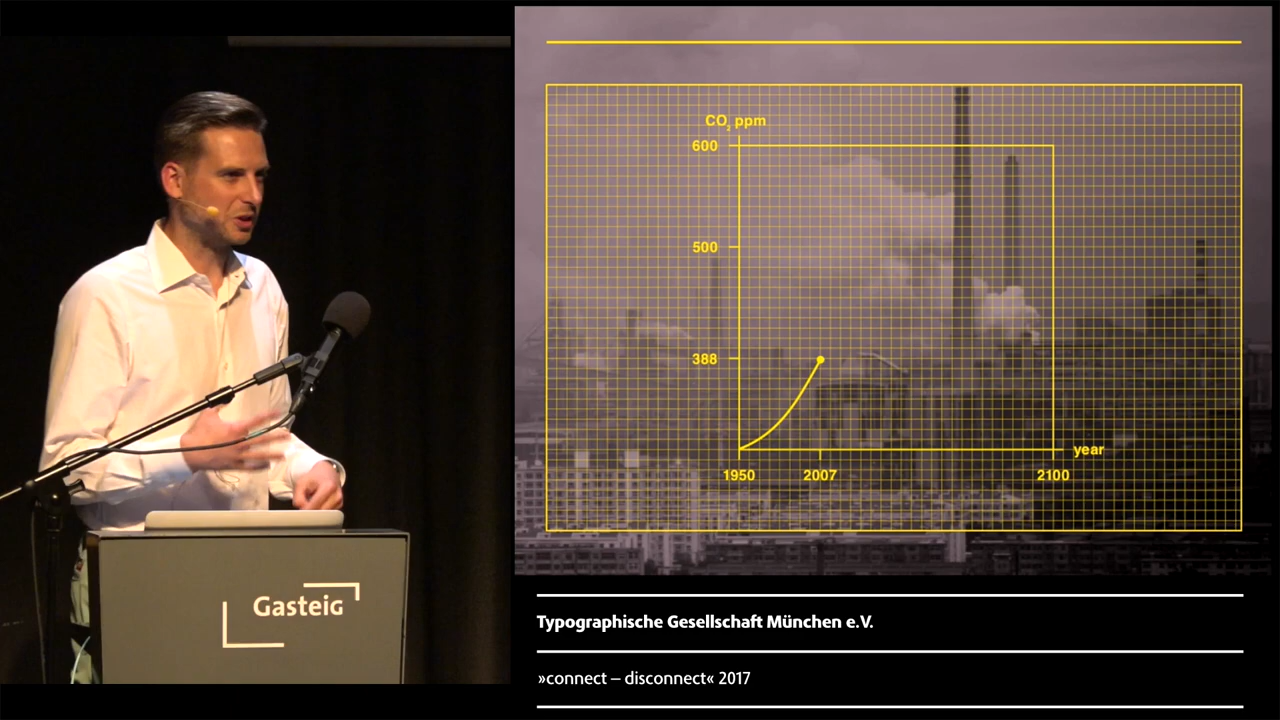 CO₂ ppm
600
500
388
year
1950 2007 2100
Gasteig
Typographische Gesellschaft München e.V.
»connect – disconnect« 2017